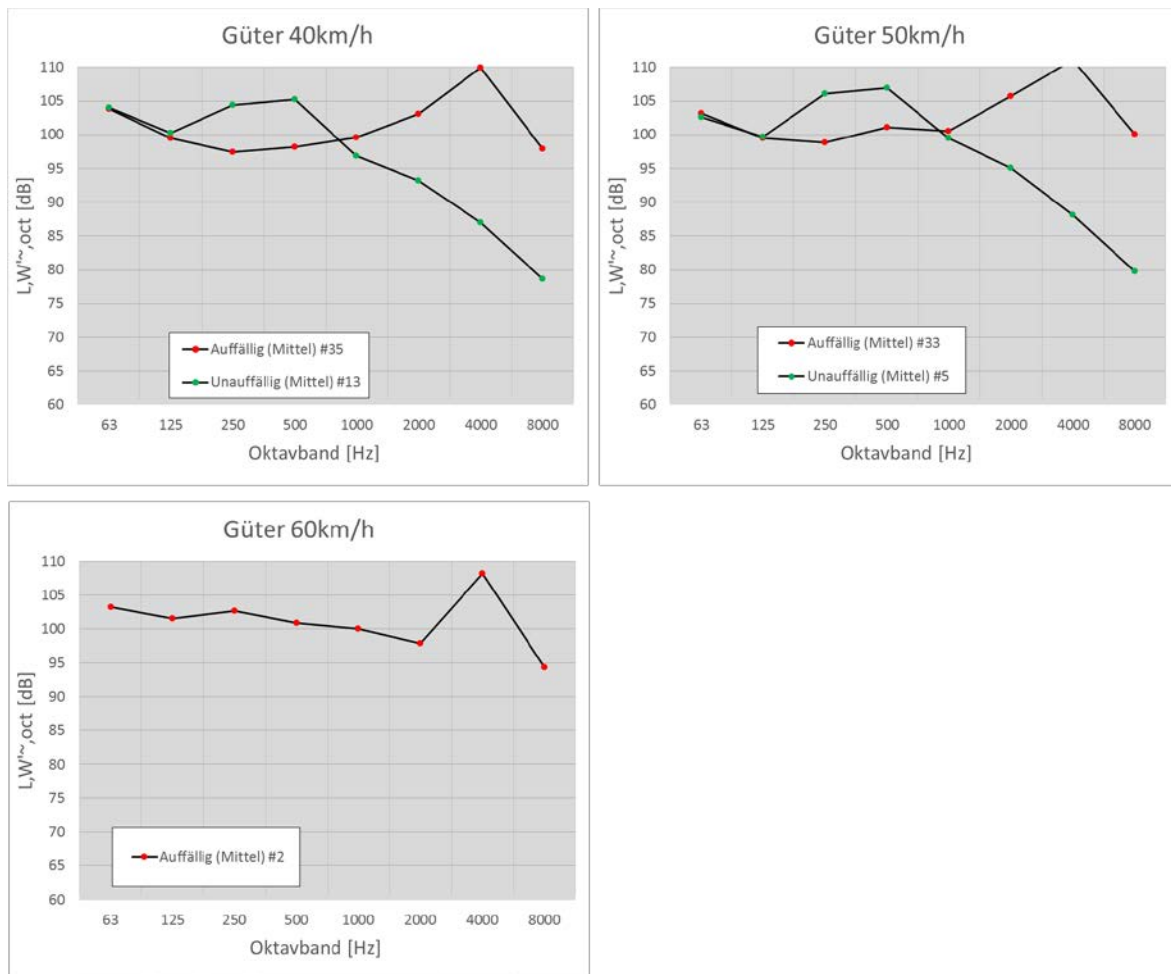 Güter 40km/h
L,W'~,oct [dB]
110
105
100
95
90
85
80
75
70
65
60
Auffällig (Mittel) #35
Unauffällig (Mittel) #13
63 125 250 500 1000 2000 4000 8000
Oktavband [Hz]
Güter 50km/h
L,W'~,oct [dB]
110
105
100
95
90
85
80
75
70
65
60
Auffällig (Mittel) #33
Unauffällig (Mittel) #5
63 125 250 500 1000 2000 4000 8000
Oktavband [Hz]
Güter 60km/h
L,W'~,oct [dB]
110
105
100
95
90
85
80
75
70
65
60
Auffällig (Mittel) #2
63 125 250 500 1000 2000 4000 8000
Oktavband [Hz]